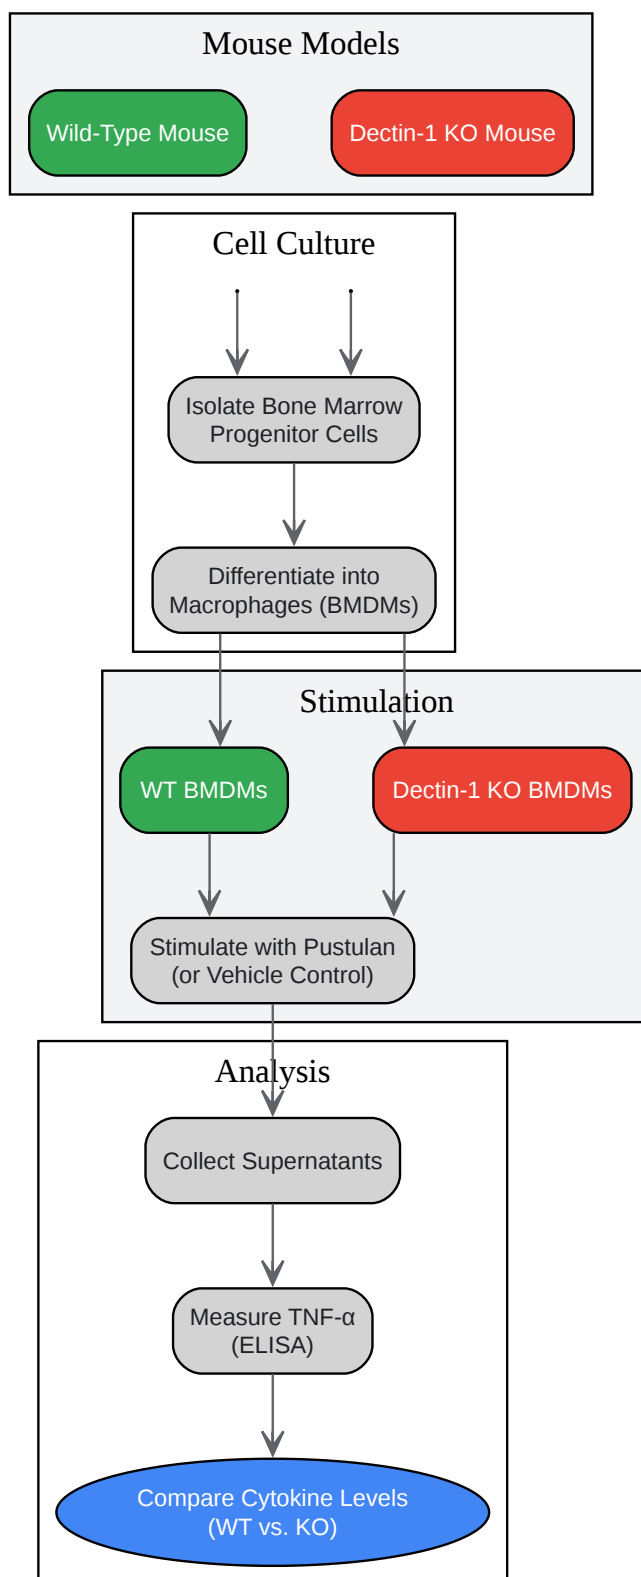 Mouse Models
Wild-Type Mouse
Dectin-1 KO Mouse
Cell Culture
Isolate Bone Marrow
Progenitor Cells
Differentiate into
Macrophages (BMDMs)
Stimulation
WT BMDMs
Dectin-1 KO BMDMs
Stimulate with Pustulan
(or Vehicle Control)
Analysis
Collect Supernatants
Measure TNF-α
(ELISA)
Compare Cytokine Levels
(WT vs. KO)